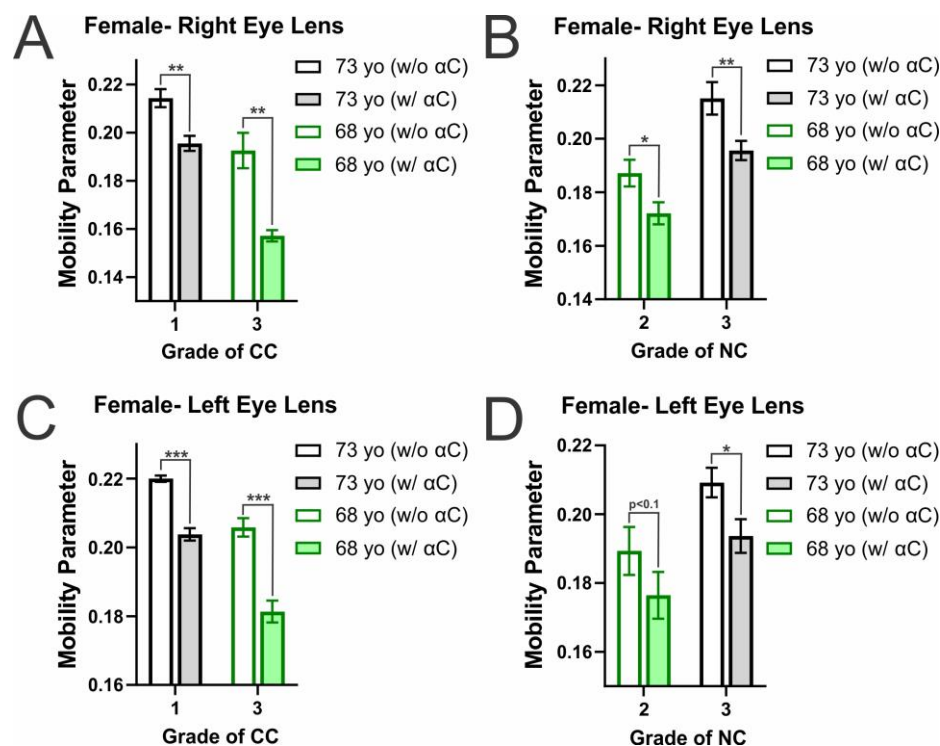 A
Female- Right Eye Lens
Mobility Parameter
0.22
0.20
0.18
0.16
0.14
**
**
1
3
Grade of CC
73 yo (w/o αC)
73 yo (w/ αC)
68 yo (w/o αC)
68 yo (w/ αC)
B
Female- Right Eye Lens
Mobility Parameter
0.22
0.20
0.18
0.16
0.14
*
**
2
3
Grade of NC
73 yo (w/o αC)
73 yo (w/ αC)
68 yo (w/o αC)
68 yo (w/ αC)
C
Female- Left Eye Lens
Mobility Parameter
0.22
0.20
0.18
0.16
***
***
1
3
Grade of CC
73 yo (w/o αC)
73 yo (w/ αC)
68 yo (w/o αC)
68 yo (w/ αC)
D
Female- Left Eye Lens
Mobility Parameter
0.22
0.20
0.18
0.16
p<0.1
*
2
3
Grade of NC
73 yo (w/o αC)
73 yo (w/ αC)
68 yo (w/o αC)
68 yo (w/ αC)